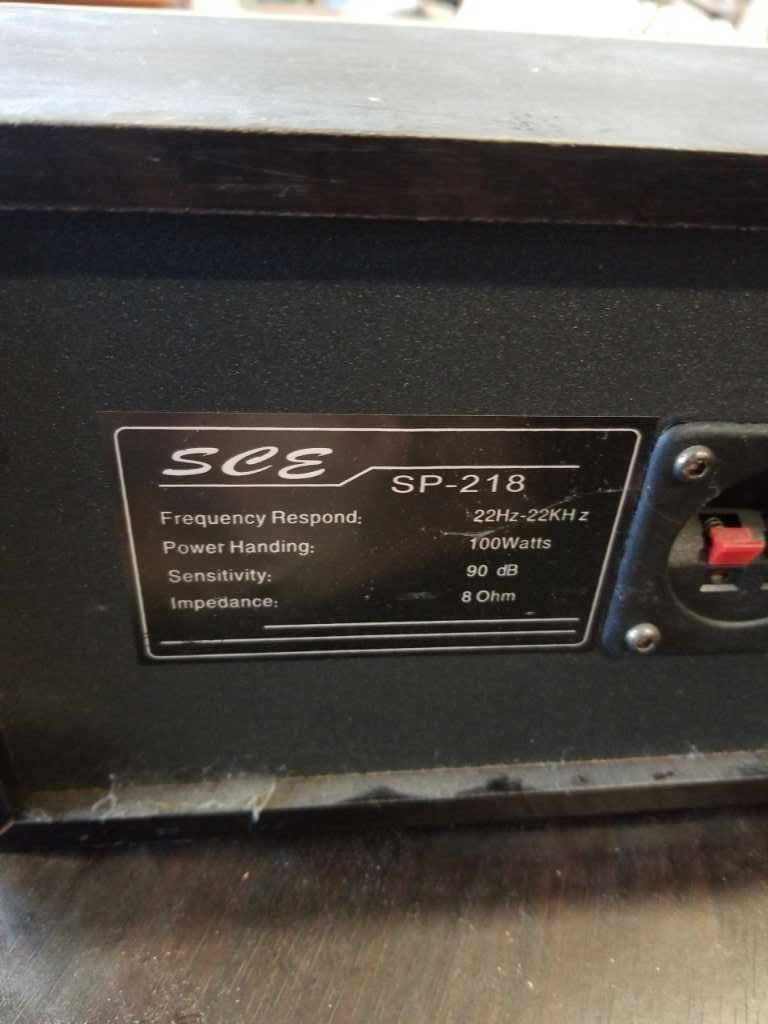 SCE
SP-218
Frequency Respond: 22Hz-22KHz
Power Handing: 100Watts
Sensitivity: 90 dB
Impedance: 8 Ohm